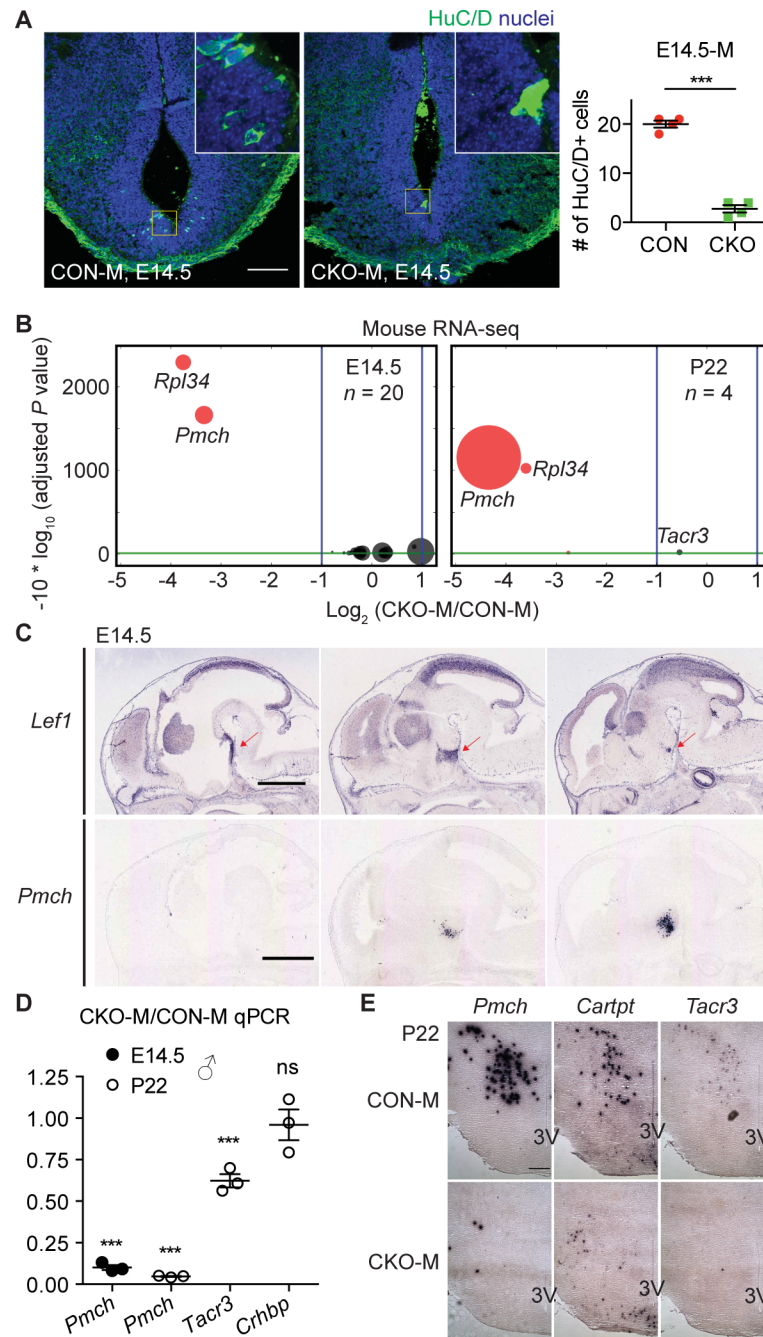 A
HuC/D nuclei
CON-M, E14.5
CKO-M, E14.5
E14.5-M
***
# of HuC/D+ cells
20
10
0
CON CKO
B
Mouse RNA-seq
-10 * log10 (adjusted P value)
2000
1000
0
E14.5
n = 20
Rpl34
Pmch
-5 -4 -3 -2 -1 0 1
P22
n = 4
Rpl34
Pmch
Tacr3
-5 -4 -3 -2 -1 0 1
Log2 (CKO-M/CON-M)
C
E14.5
Lef1
Pmch
D
CKO-M/CON-M qPCR
E14.5
P22
♂
ns
***
***
***
1.25
1.00
0.75
0.50
0.25
0.00
Pmch Pmch Tacr3 Crhbp
E
Pmch Cartpt Tacr3
P22
CON-M
3V 3V 3V
CKO-M
3V 3V 3V